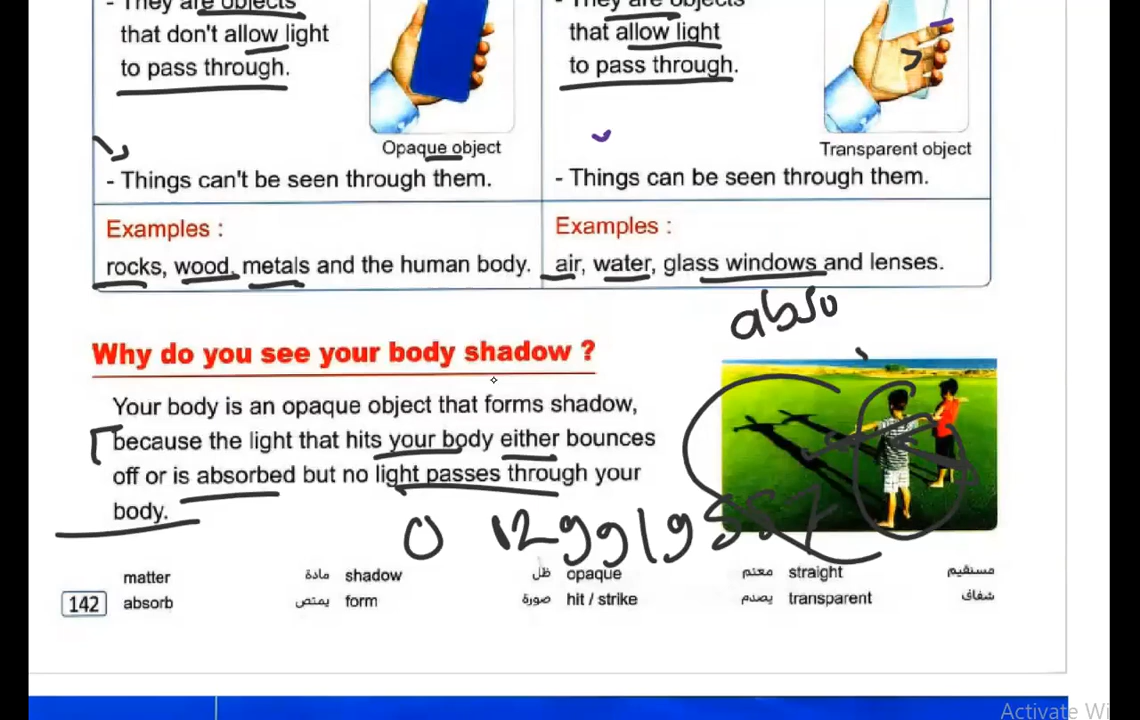 - They are objects
that don't allow light
to pass through.
Opaque object
- Things can't be seen through them.
- They are objects
that allow light
to pass through.
Transparent object
- Things can be seen through them.
Examples :
rocks, wood, metals and the human body.
Examples :
air, water, glass windows and lenses.
abso
Why do you see your body shadow ?
Your body is an opaque object that forms shadow,
because the light that hits your body either bounces
off or is absorbed but no light passes through your
body.
matter مادة shadow ظل opaque معتم straight مستقيم
142 absorb يمتص form صورة hit / strike يصدم transparent شفاف
Activate Wi